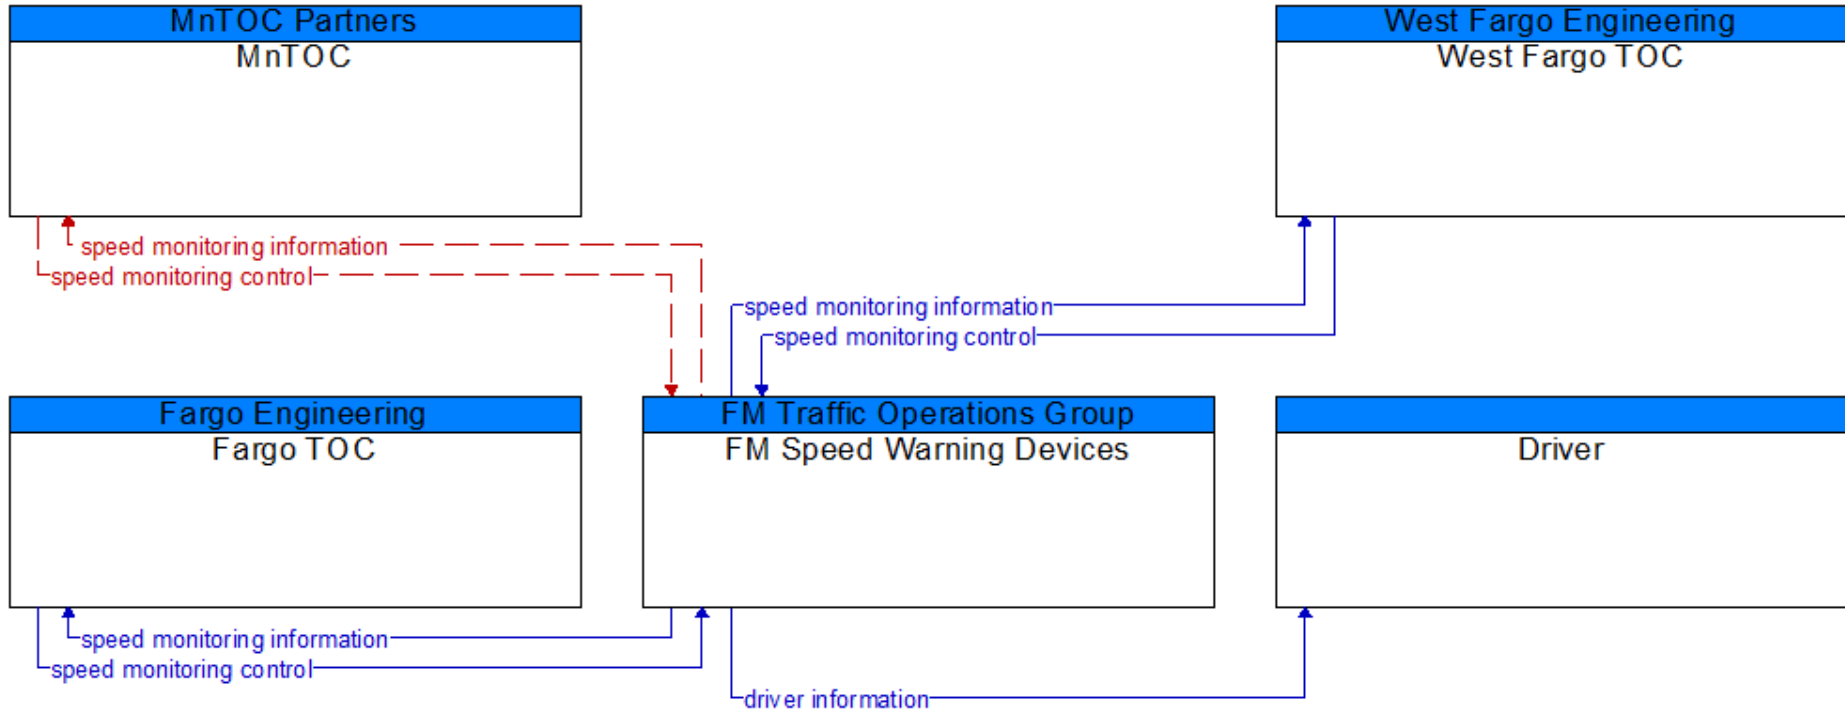 MnTOC Partners
MnTOC
West Fargo Engineering
West Fargo TOC
speed monitoring information
speed monitoring control
speed monitoring information
speed monitoring control
Fargo Engineering
Fargo TOC
FM Traffic Operations Group
FM Speed Warning Devices
Driver
speed monitoring information
speed monitoring control
driver information